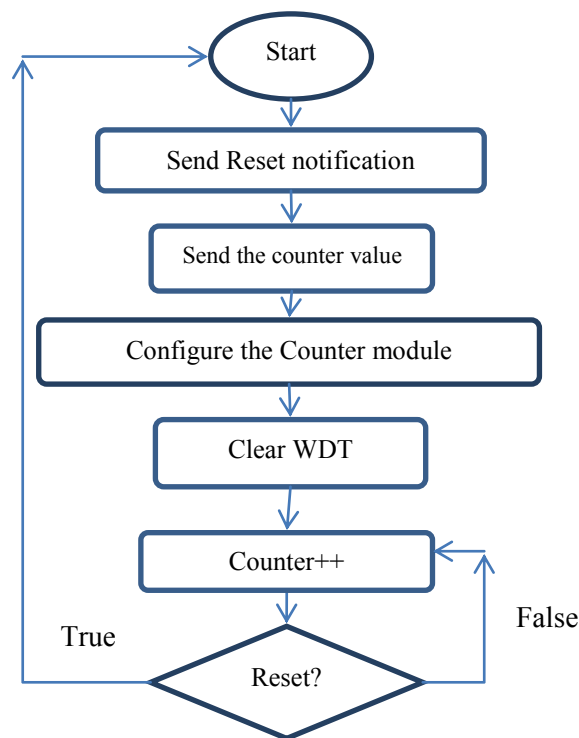 Start
Send Reset notification
Send the counter value
Configure the Counter module
Clear WDT
Counter++
True
False
Reset?